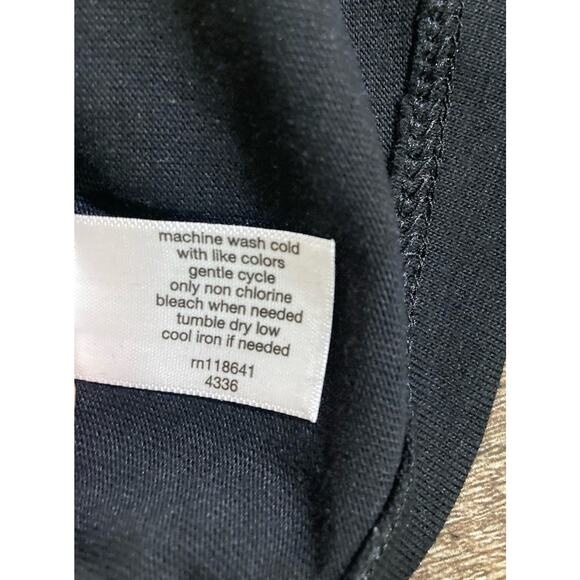 machine wash cold
with like colors
gentle cycle
only non chlorine
bleach when needed
tumble dry low
cool iron if needed
rn118641
4336